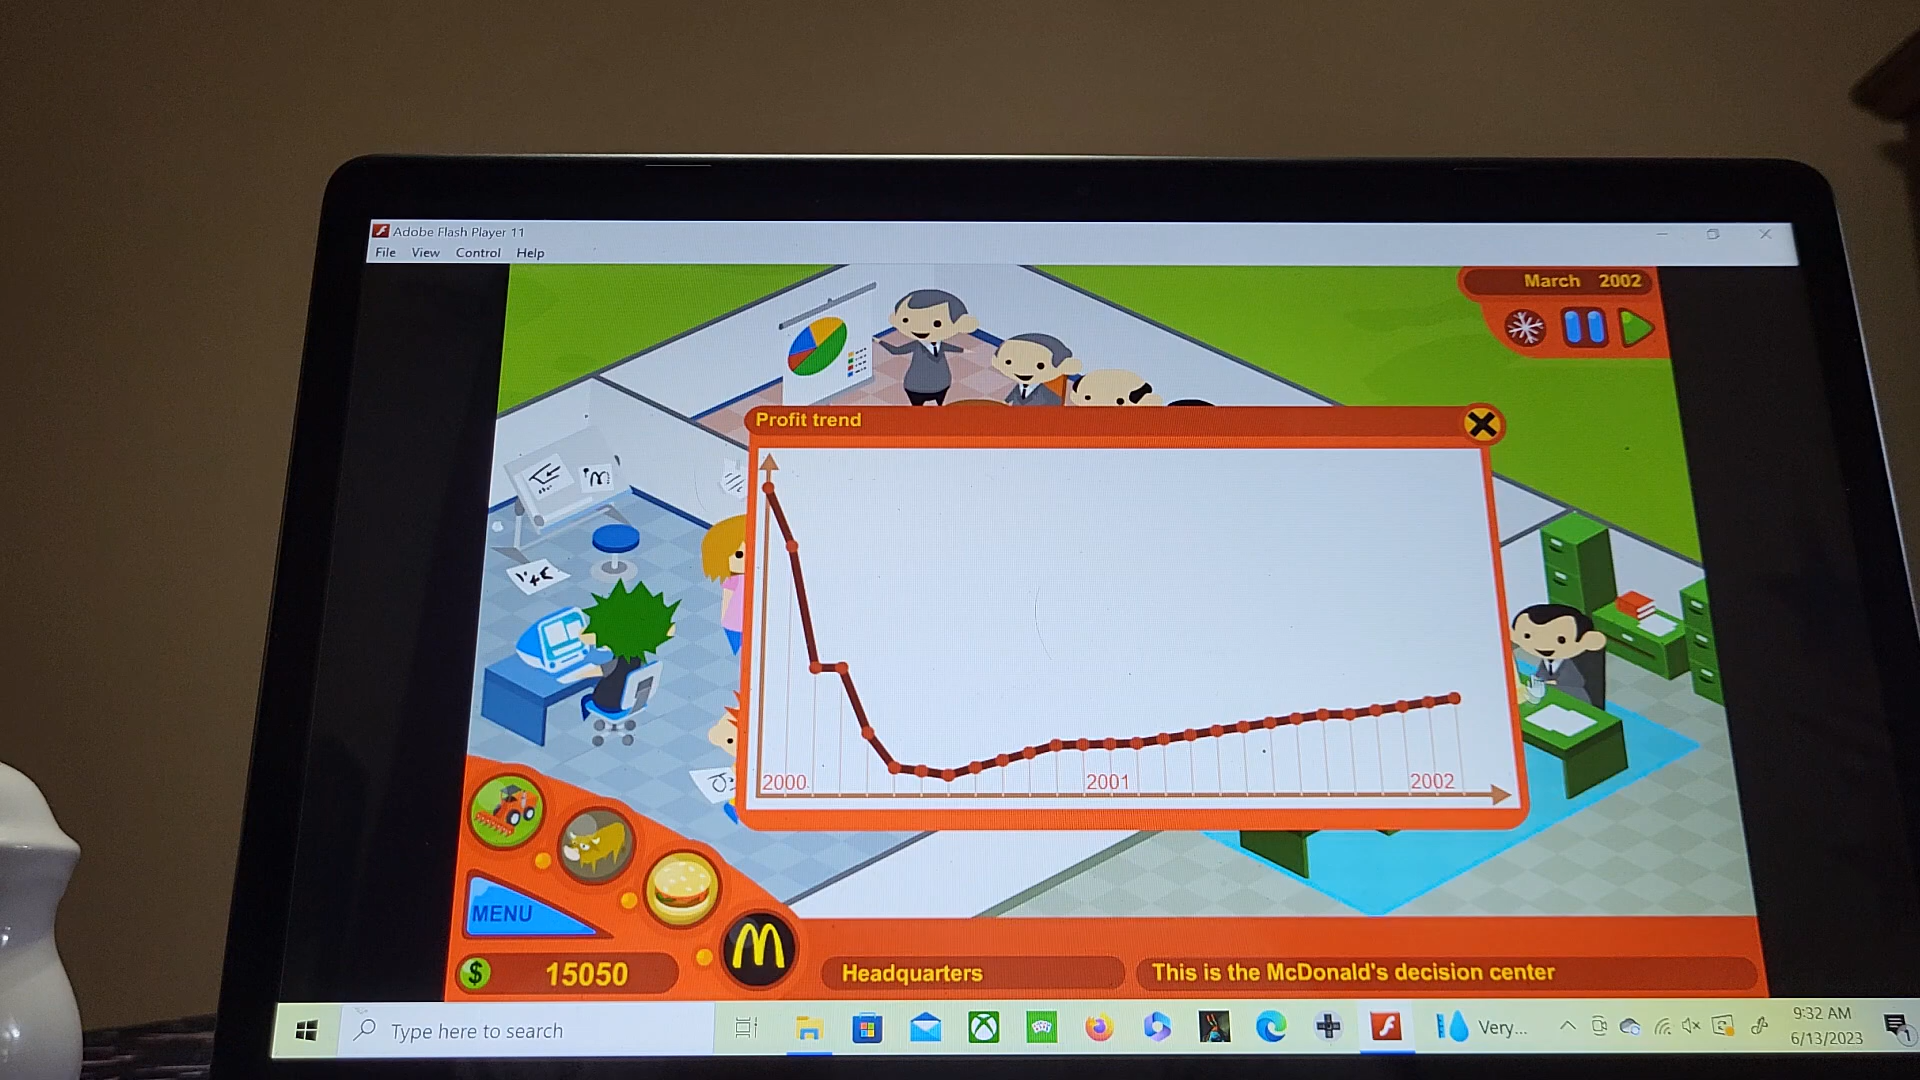 Adobe Flash Player 11
File View Control Help
March 2002
Profit trend
2000
2001
2002
MENU
$ 15050
Headquarters
This is the McDonald's decision center
Type here to search
Very...
9:32 AM
6/13/2023
1